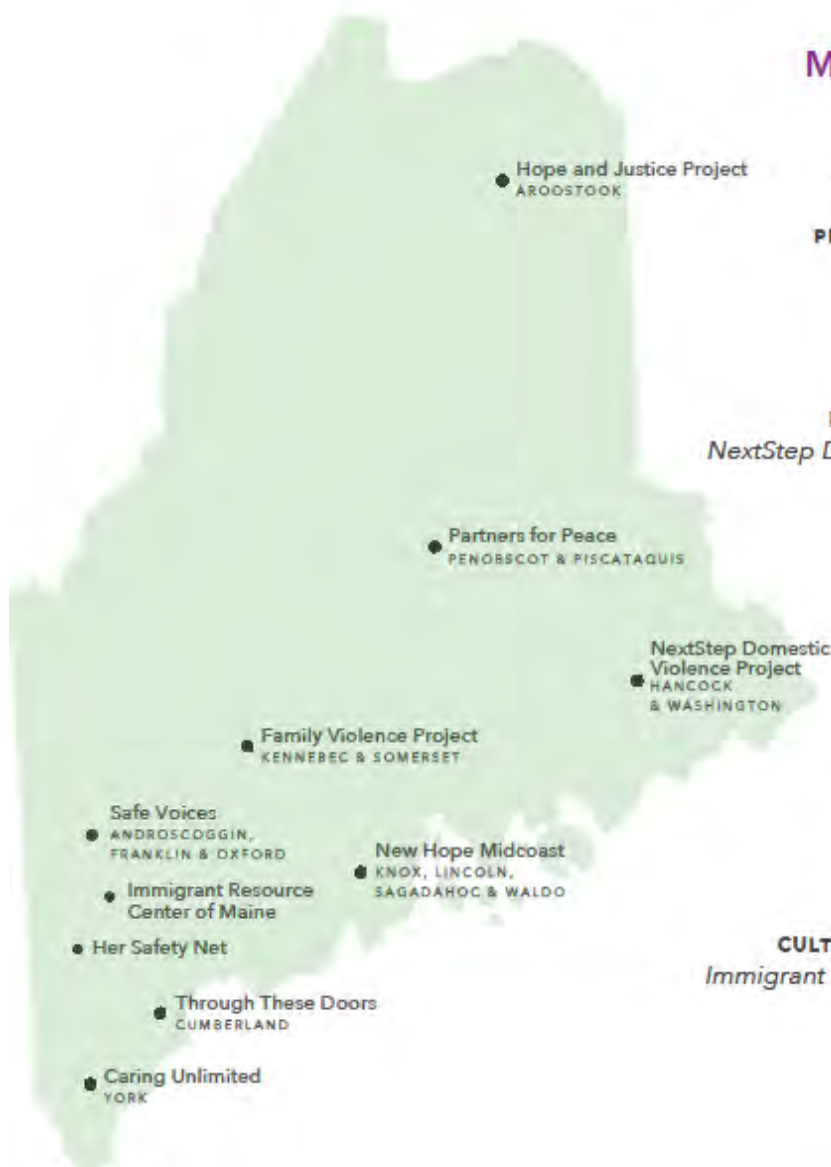 M
Hope and Justice Project
AROOSTOOK
NextStep D
Partners for Peace
PENOBSCOT & PISCATAQUIS
NextStep Domestic
Violence Project
HANCOCK
& WASHINGTON
Family Violence Project
KENNEBEC & SOMERSET
Safe Voices
ANDROSCOGGIN,
FRANKLIN & OXFORD
New Hope Midcoast
KNOX, LINCOLN,
SAGADAHOC & WALDO
Immigrant Resource
Center of Maine
Her Safety Net
CULT
Immigrant
Through These Doors
CUMBERLAND
Caring Unlimited
YORK